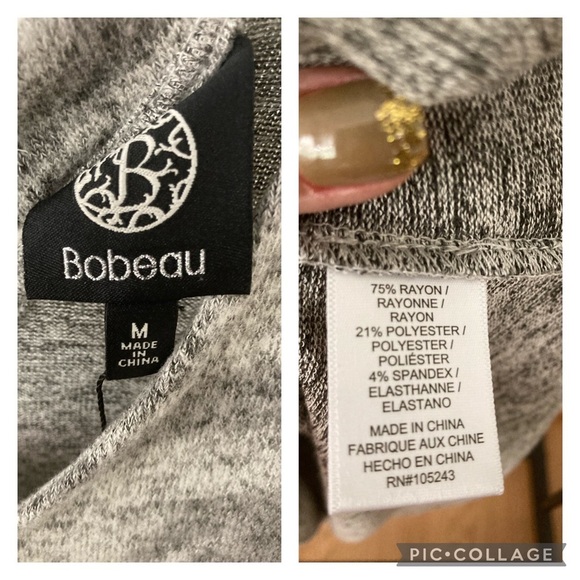 B
Bobeau
M
MADE
IN
CHINA
75% RAYON /
RAYONNE /
RAYON
21% POLYESTER /
POLYESTER /
POLIÉSTER
4% SPANDEX /
ELASTHANNE /
ELASTANO
MADE IN CHINA
FABRIQUE AUX CHINE
HECHO EN CHINA
RN#105243
PIC•COLLAGE